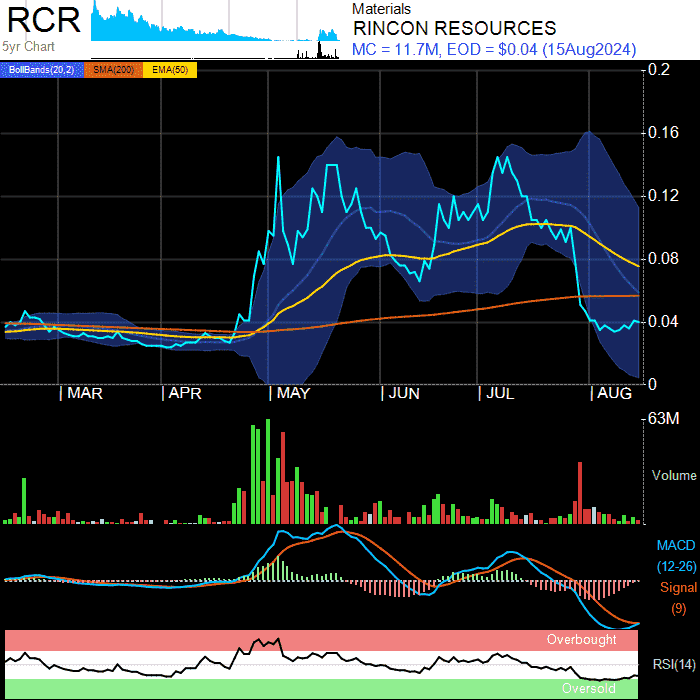 RCR
5yr Chart
Materials
RINCON RESOURCES
MC = 11.7M, EOD = $0.04 (15Aug2024)
BollBands(20,2) SMA(200) EMA(50)
0.2
0.16
0.12
0.08
0.04
0
MAR APR MAY JUN JUL AUG
63M
Volume
MACD
(12-26)
Signal
(9)
Overbought
RSI(14)
Oversold